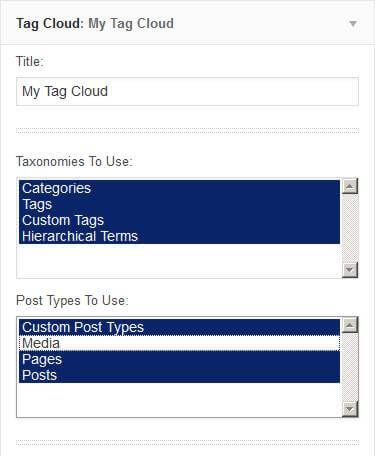 Tag Cloud: My Tag Cloud
Title:
My Tag Cloud
Taxonomies To Use:
Categories
Tags
Custom Tags
Hierarchical Terms
Post Types To Use:
Custom Post Types
Media
Pages
Posts